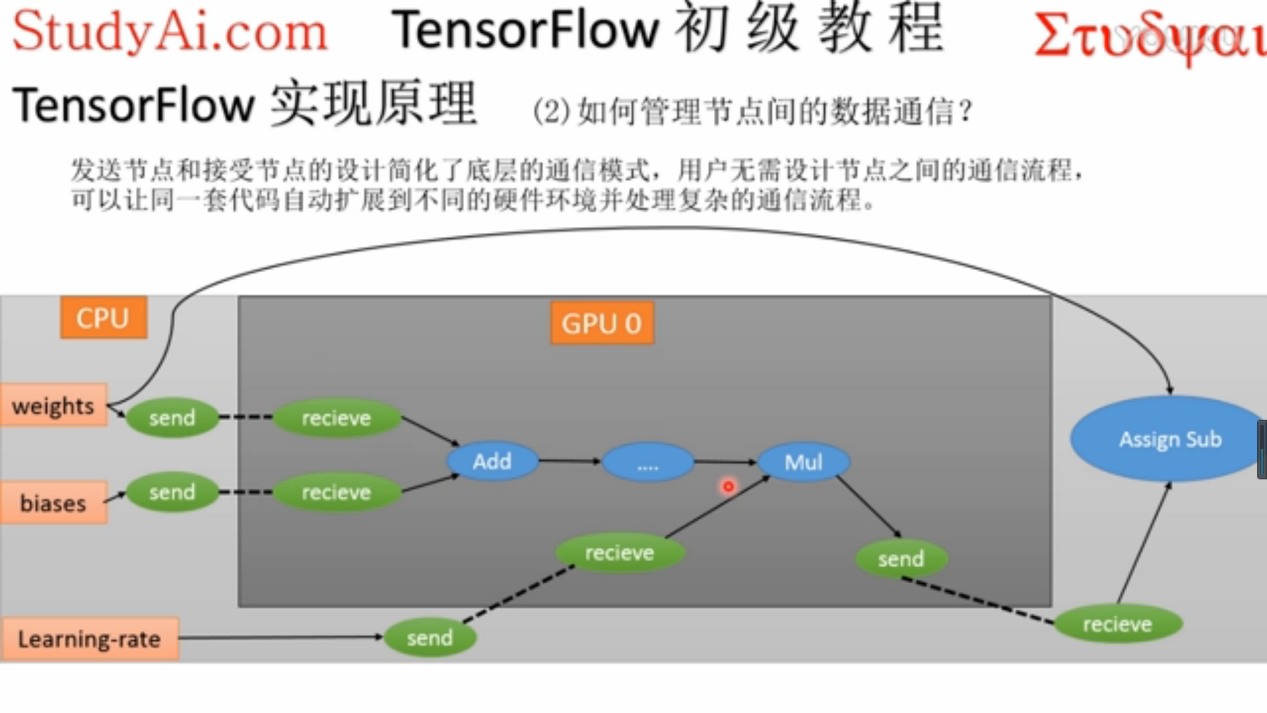 StudyAi.com
TensorFlow 初级教程
Στυδψαι
TensorFlow 实现原理
(2)如何管理节点间的数据通信？
发送节点和接受节点的设计简化了底层的通信模式，用户无需设计节点之间的通信流程，
可以让同一套代码自动扩展到不同的硬件环境并处理复杂的通信流程。
CPU
GPU 0
weights
send
recieve
Add
....
Mul
Assign Sub
biases
send
recieve
recieve
send
Learning-rate
send
recieve